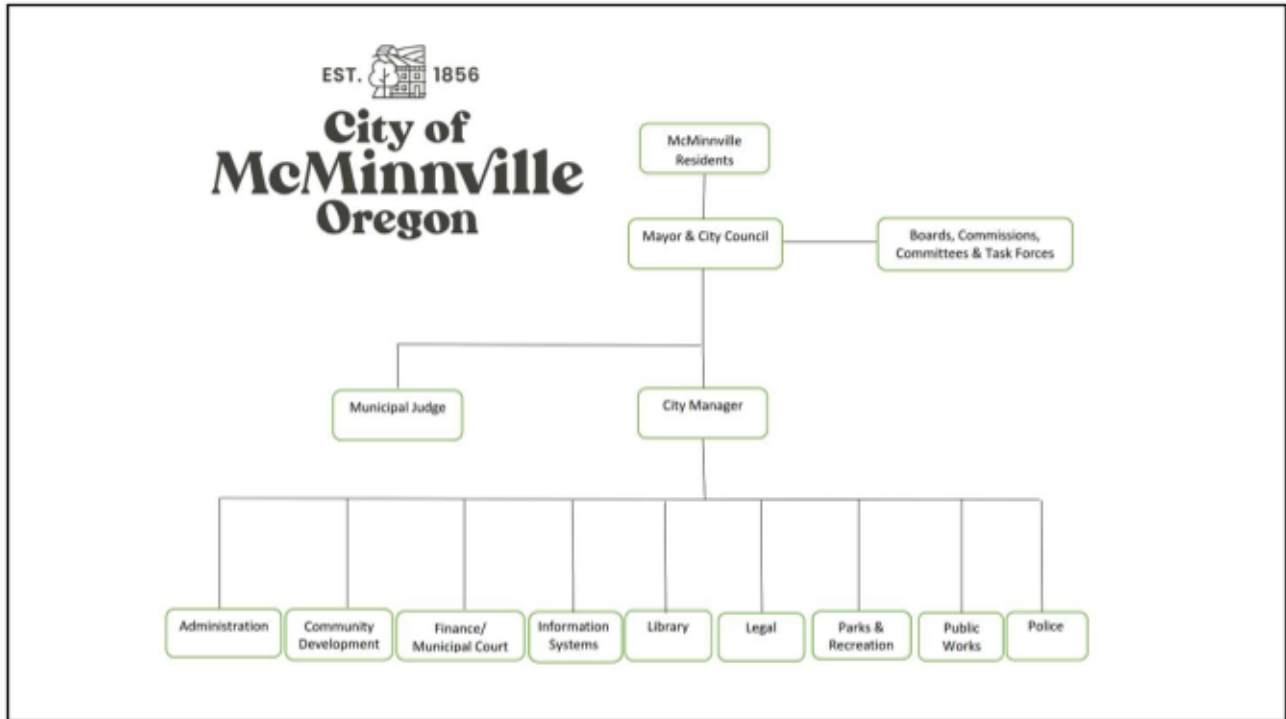 EST. 1856
City of
McMinnville
Oregon
McMinnville
Residents
Mayor & City Council
Boards, Commissions,
Committees & Task Forces
Municipal Judge
City Manager
Administration
Community
Development
Finance/
Municipal Court
Information
Systems
Library
Legal
Parks &
Recreation
Public
Works
Police